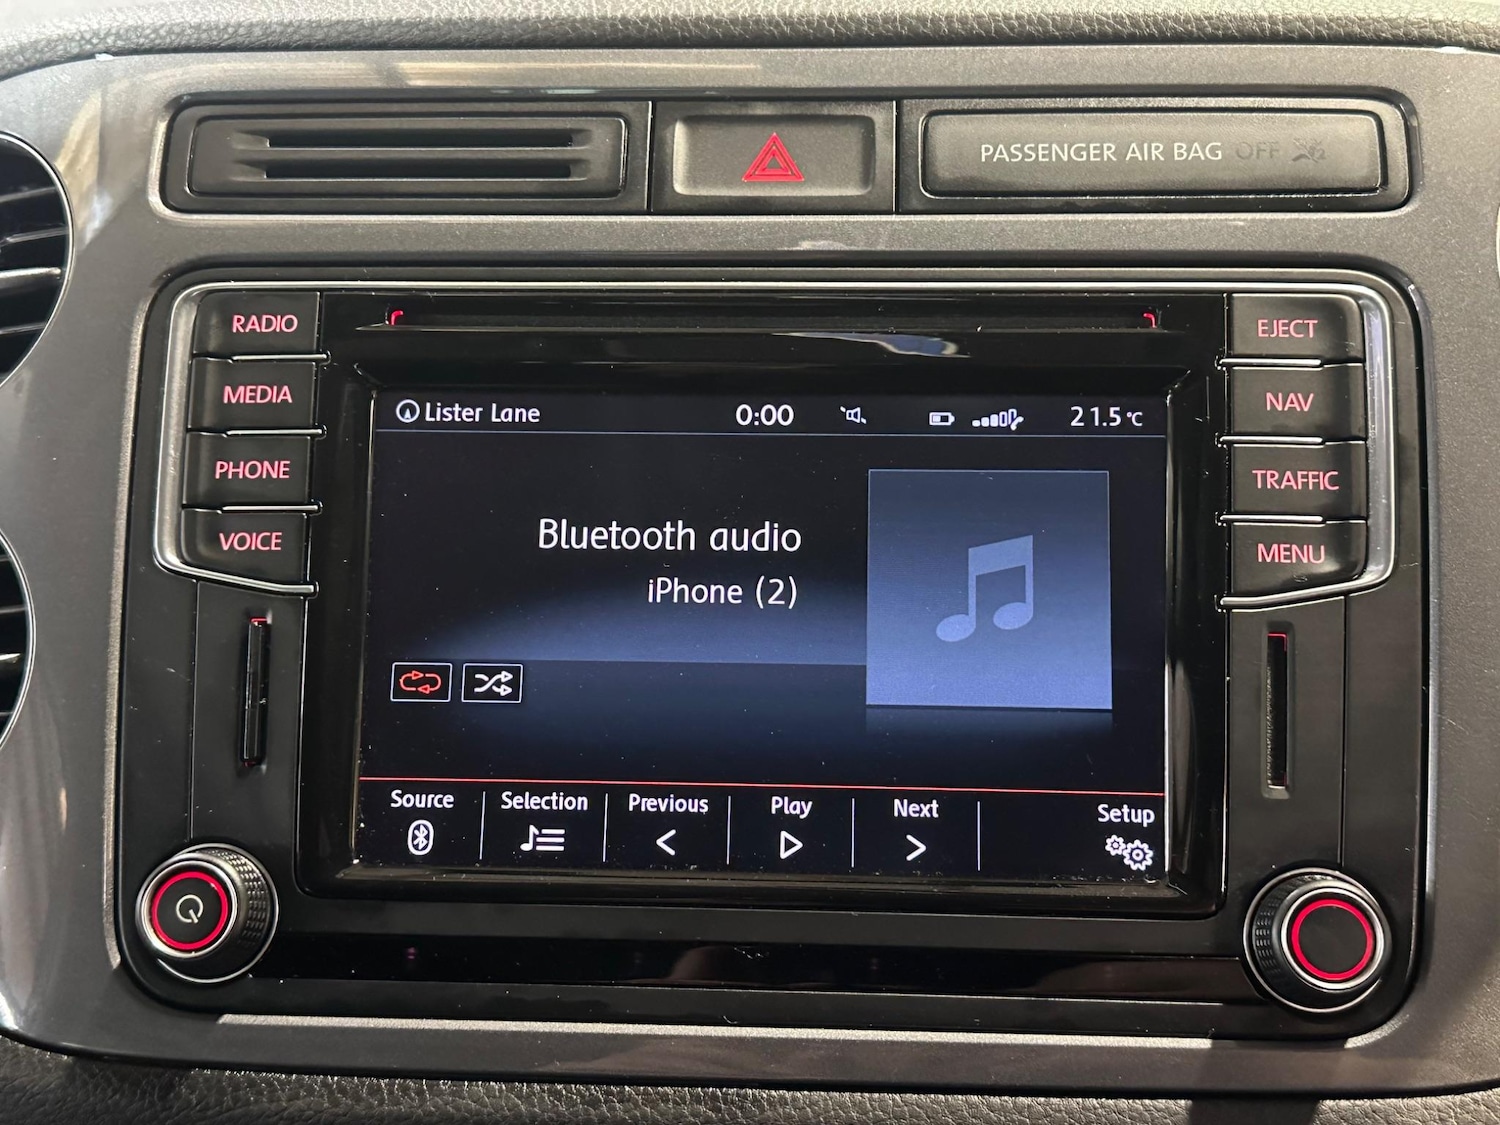 PASSENGER AIR BAG OFF
RADIO
MEDIA
PHONE
VOICE
EJECT
NAV
TRAFFIC
MENU
Lister Lane 0:00 21.5°C
Bluetooth audio
iPhone (2)
Source Selection Previous Play Next Setup